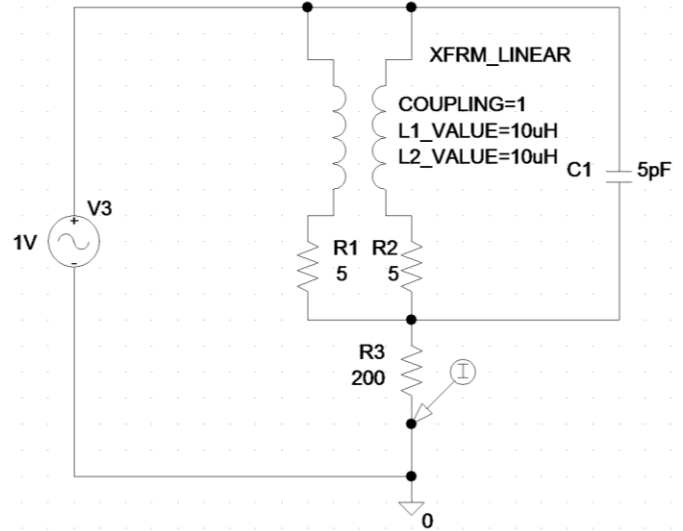 XFRM_LINEAR
COUPLING=1
L1_VALUE=10uH
L2_VALUE=10uH
C1 5pF
V3
+
1V
-
R1 R2
5 5
R3
200
I
0